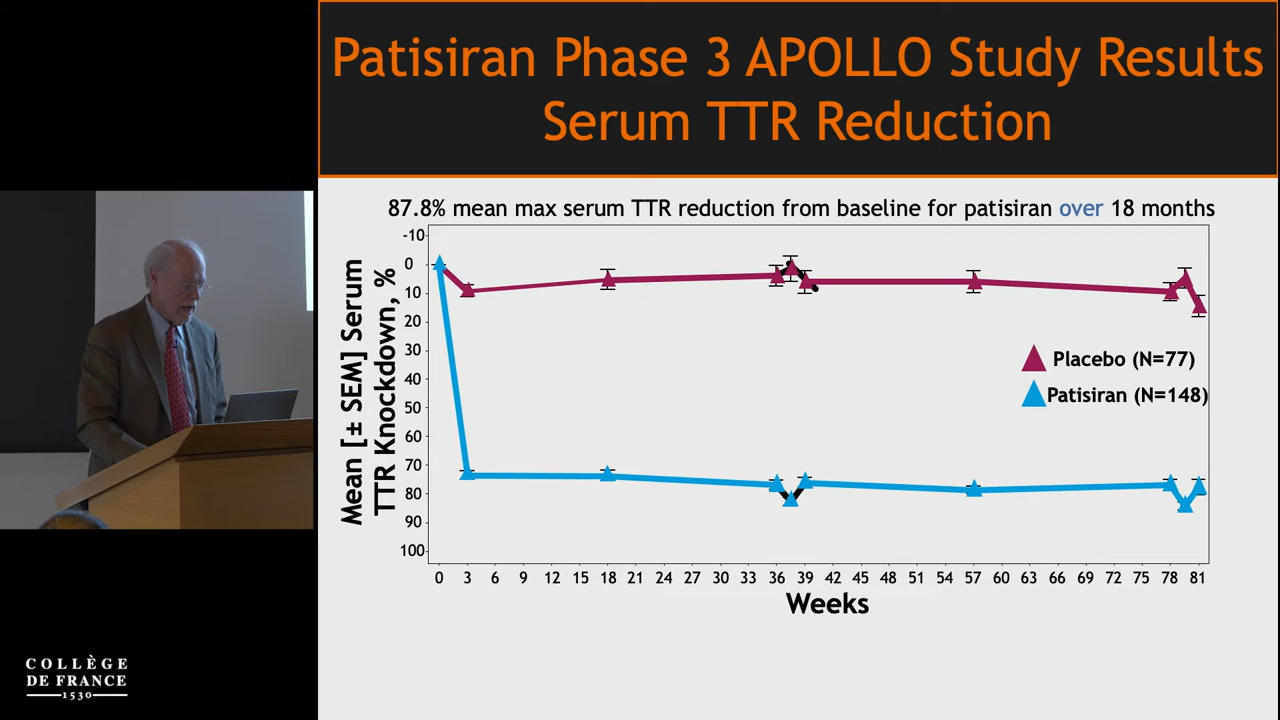 Patisiran Phase 3 APOLLO Study Results
Serum TTR Reduction
87.8% mean max serum TTR reduction from baseline for patisiran over 18 months
Mean [± SEM] Serum
TTR Knockdown, %
-10
0
10
20
30
40
50
60
70
80
90
100
Placebo (N=77)
Patisiran (N=148)
0 3 6 9 12 15 18 21 24 27 30 33 36 39 42 45 48 51 54 57 60 63 66 69 72 75 78 81
Weeks
COLLÈGE
DE FRANCE
1530